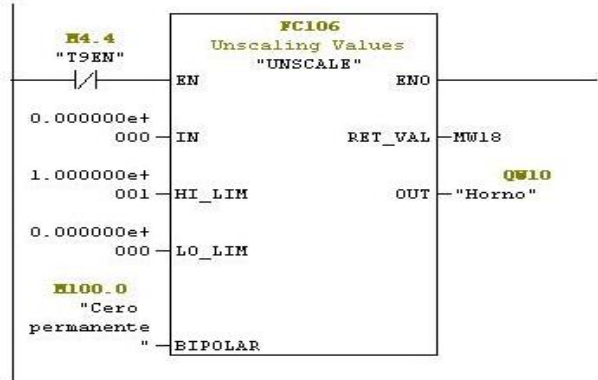 FC106
M4.4
Unscaling Values
"T9EN"
"UNSCALE"
EN
ENO
0.000000e+
000
IN
RET_VAL
MW18
1.000000e+
QW10
001
HI_LIM
OUT
"Horno"
0.000000e+
000
LO_LIM
M100.0
"Cero
permanente
"
BIPOLAR